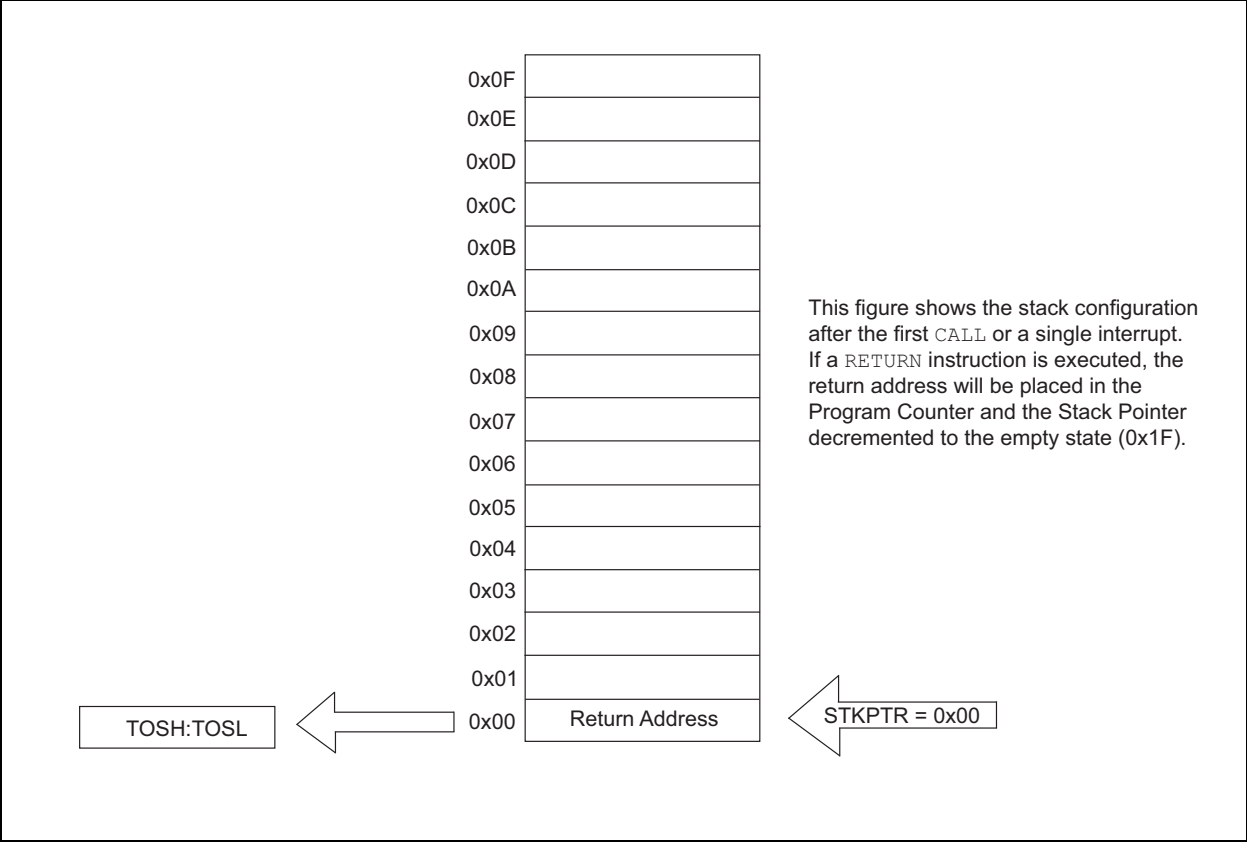 0x0F
0x0E
0x0D
0x0C
0x0B
0x0A
0x09
0x08
0x07
0x06
0x05
0x04
0x03
0x02
0x01
0x00
Return Address
TOSH:TOSL
STKPTR = 0x00
This figure shows the stack configuration
after the first CALL or a single interrupt.
If a RETURN instruction is executed, the
return address will be placed in the
Program Counter and the Stack Pointer
decremented to the empty state (0x1F).